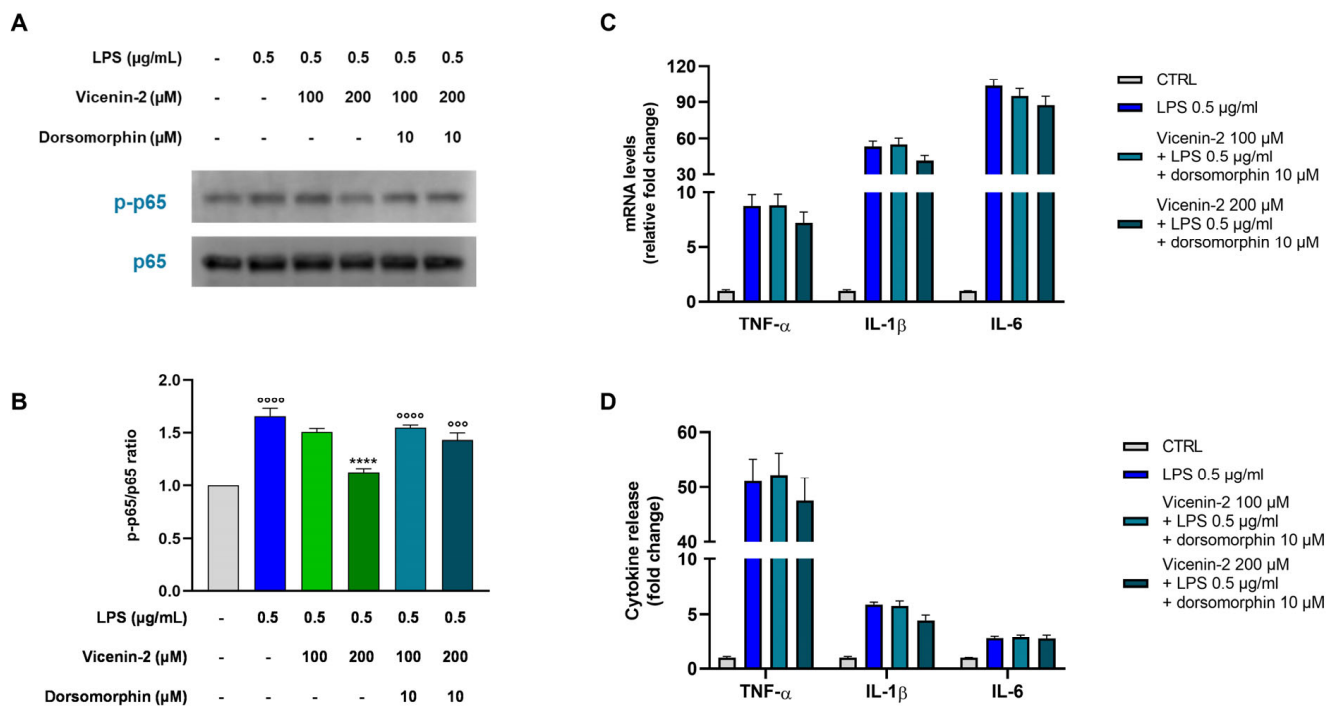 A
LPS (µg/mL) - 0.5 0.5 0.5 0.5 0.5
Vicenin-2 (µM) - - 100 200 100 200
Dorsomorphin (µM) - - - - 10 10
p-p65
p65
B
p-p65/p65 ratio
2.0
1.5
1.0
0.5
0.0
°°°°
****
°°°°
°°°
LPS (µg/mL) - 0.5 0.5 0.5 0.5 0.5
Vicenin-2 (µM) - - 100 200 100 200
Dorsomorphin (µM) - - - - 10 10
C
mRNA levels
(relative fold change)
120
90
60
30
10
5
0
TNF-α IL-1β IL-6
CTRL
LPS 0.5 µg/ml
Vicenin-2 100 µM
+ LPS 0.5 µg/ml
+ dorsomorphin 10 µM
Vicenin-2 200 µM
+ LPS 0.5 µg/ml
+ dorsomorphin 10 µM
D
Cytokine release
(fold change)
60
50
40
10
5
0
TNF-α IL-1β IL-6
CTRL
LPS 0.5 µg/ml
Vicenin-2 100 µM
+ LPS 0.5 µg/ml
+ dorsomorphin 10 µM
Vicenin-2 200 µM
+ LPS 0.5 µg/ml
+ dorsomorphin 10 µM